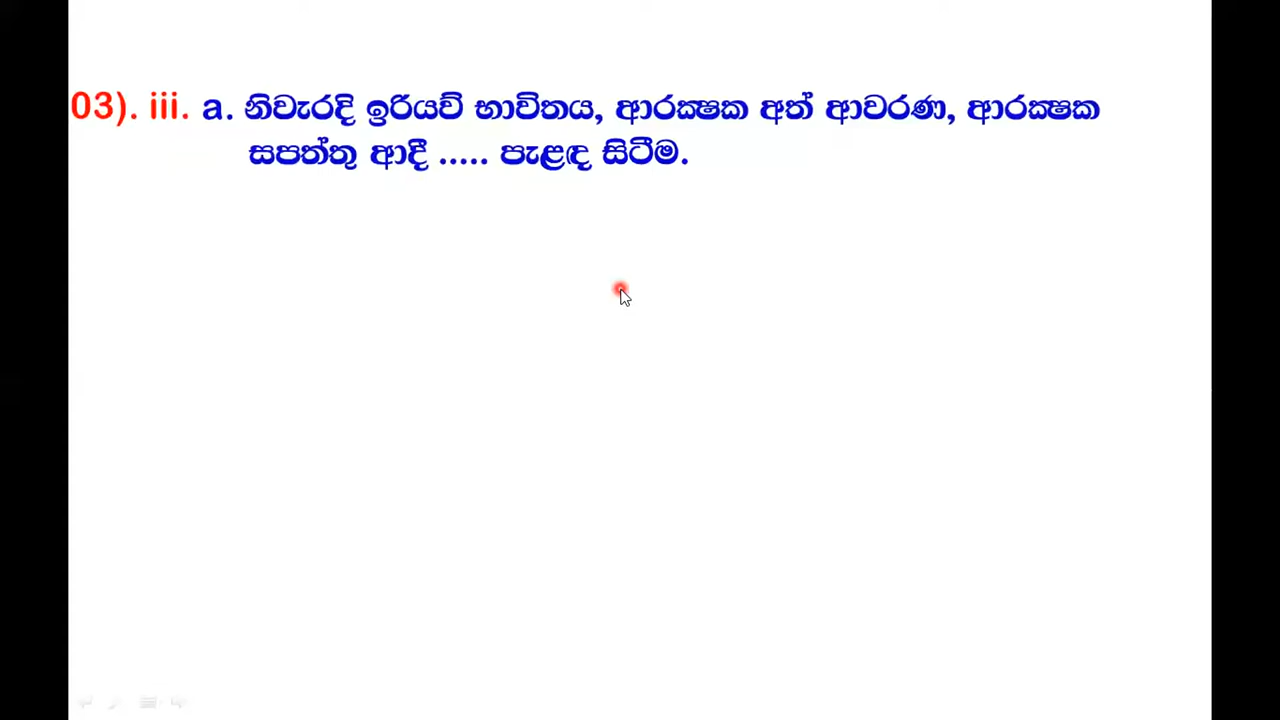 03). iii. a. නිවැරදි ඉරියව් භාවිතය, ආරක්‍ෂක අත් ආවරණ, ආරක්‍ෂක
සපත්තු ආදී ..... පැළඳ සිටීම.